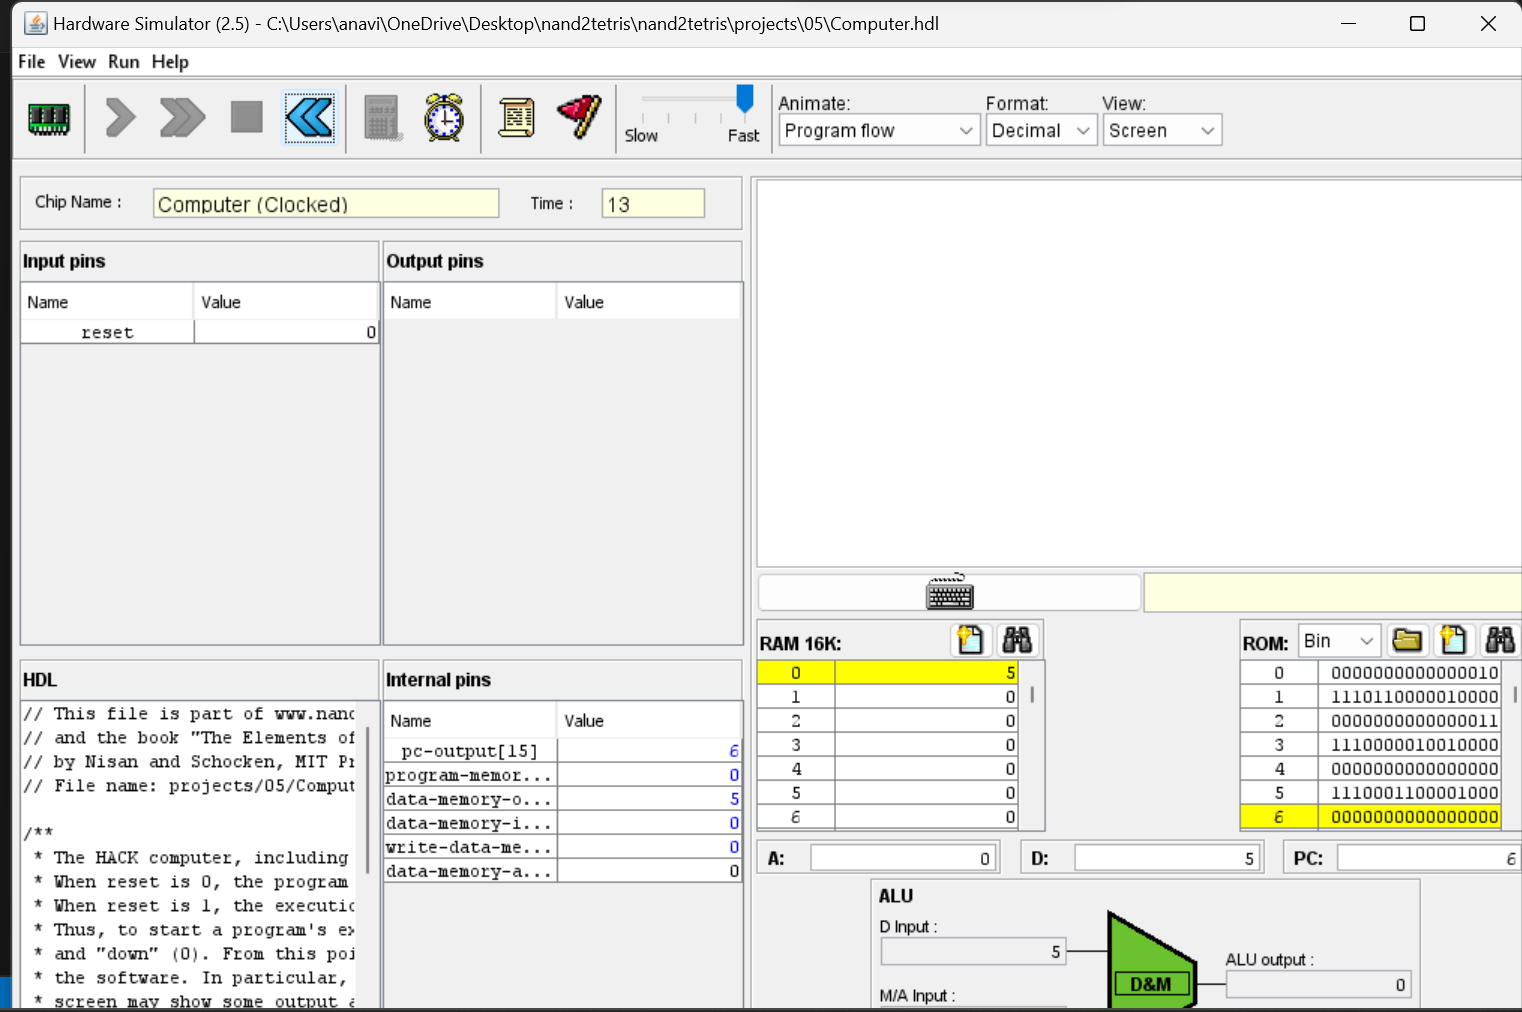 Hardware Simulator (2.5) - C:\Users\anavi\OneDrive\Desktop\nand2tetris\nand2tetris\projects\05\Computer.hdl
File View Run Help
Slow Fast
Animate: Format: View:
Program flow Decimal Screen
Chip Name : Computer (Clocked) Time : 13
Input pins
Name Value
reset 0
Output pins
Name Value
HDL
// This file is part of www.nand
// and the book "The Elements of
// by Nisan and Schocken, MIT Pr
// File name: projects/05/Comput
/**
* The HACK computer, including
* When reset is 0, the program
* When reset is 1, the executio
* Thus, to start a program's ex
* and "down" (0). From this poi
* the software. In particular,
* screen may show some output a
Internal pins
Name Value
pc-output[15] 6
program-memor... 0
data-memory-o... 5
data-memory-i... 0
write-data-me... 0
data-memory-a... 0
RAM 16K:
0 5
1 0
2 0
3 0
4 0
5 0
6 0
ROM: Bin
0 0000000000000010
1 1110110000010000
2 0000000000000011
3 1110000010010000
4 0000000000000000
5 1110001100001000
6 0000000000000000
A: 0 D: 5 PC: 6
ALU
D Input :
5
M/A Input :
D&M
ALU output :
0